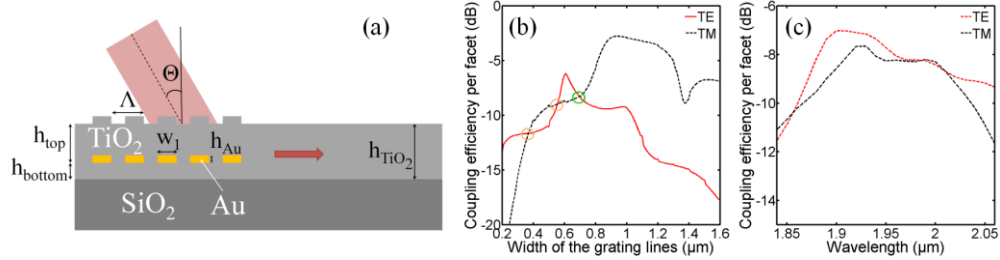 (a)
Θ
Λ
h_top
TiO₂
w₁
h_Au
h_TiO₂
h_bottom
SiO₂
Au
(b)
TE
TM
Coupling efficiency per facet (dB)
0
-5
-10
-15
-20
0.2 0.4 0.6 0.8 1.0 1.2 1.4 1.6
Width of the grating lines (μm)
(c)
TE
TM
Coupling efficiency per facet (dB)
-6
-8
-10
-12
-14
1.85 1.91 1.97 2.05
Wavelength (μm)